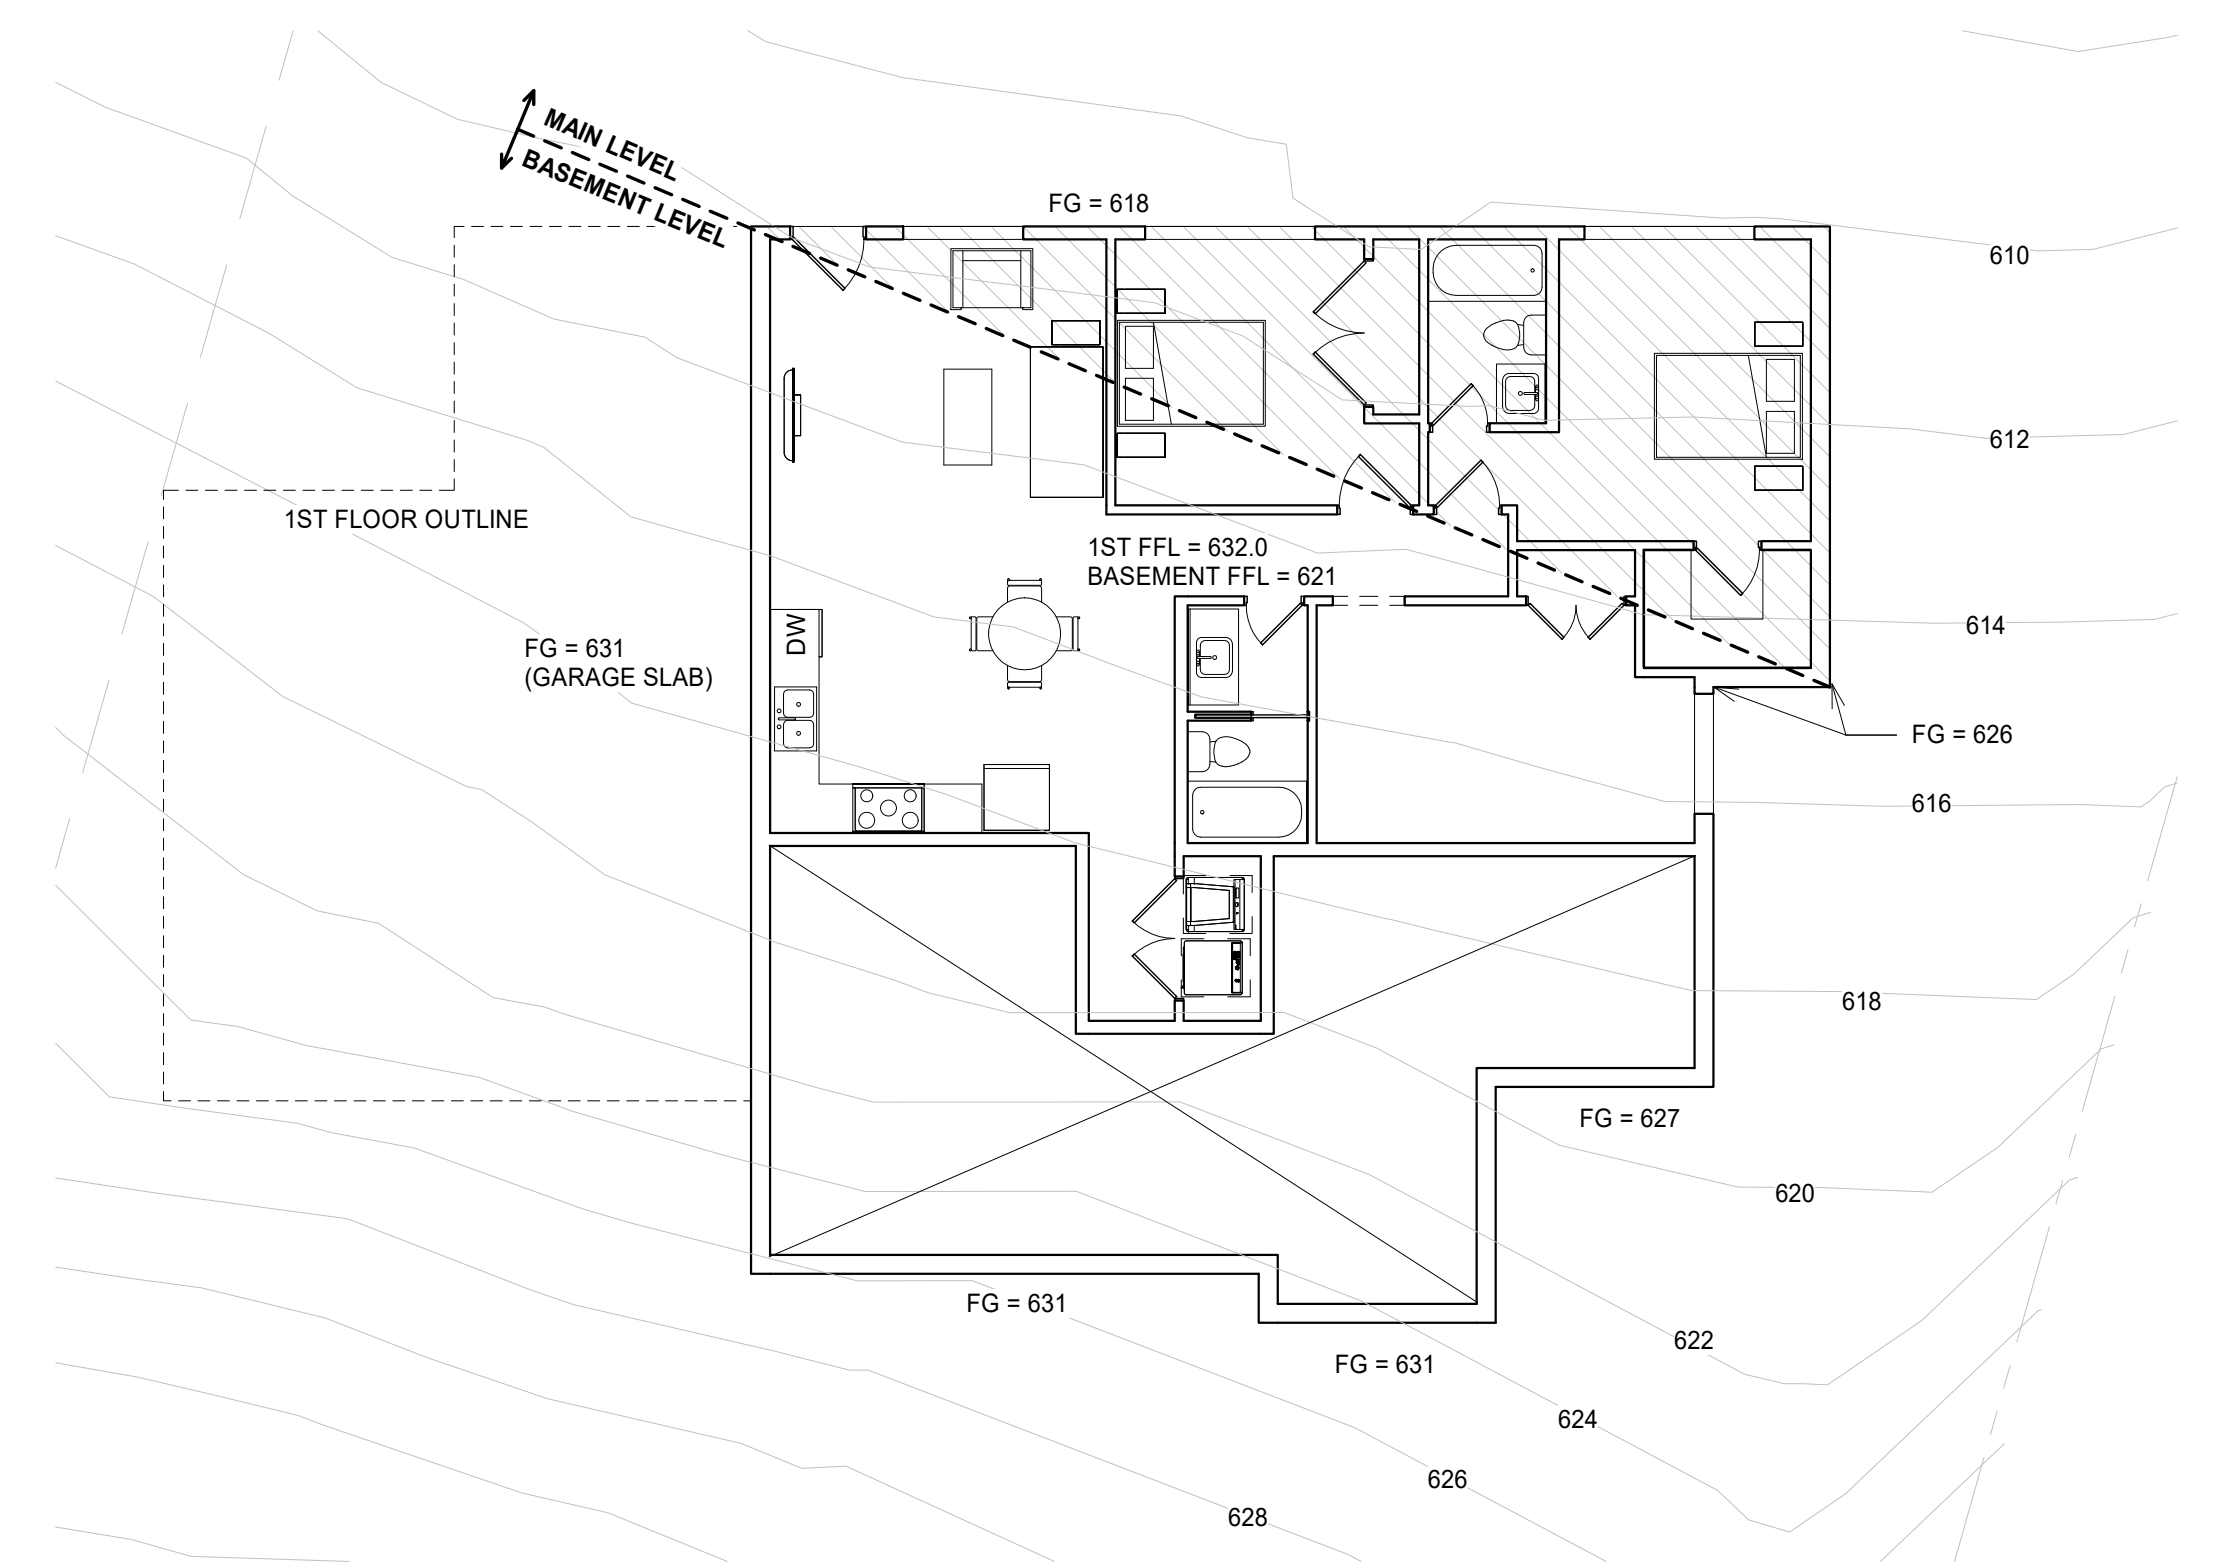 MAIN LEVEL
BASEMENT LEVEL
FG = 618
610
612
1ST FLOOR OUTLINE
1ST FFL = 632.0
BASEMENT FFL = 621
614
DW
FG = 631
(GARAGE SLAB)
FG = 626
616
618
FG = 627
620
FG = 631
622
FG = 631
624
626
628